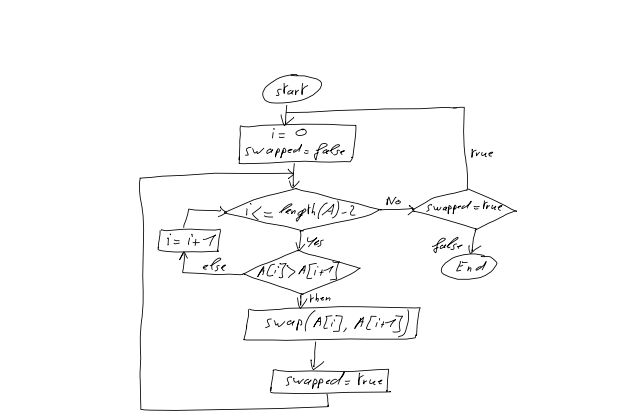 start
i = 0
swapped = false
true
i <= length(A) - 2
No
swapped = true
Yes
i = i + 1
false
else
A[i] > A[i+1]
End
then
swap(A[i], A[i+1])
swapped = true